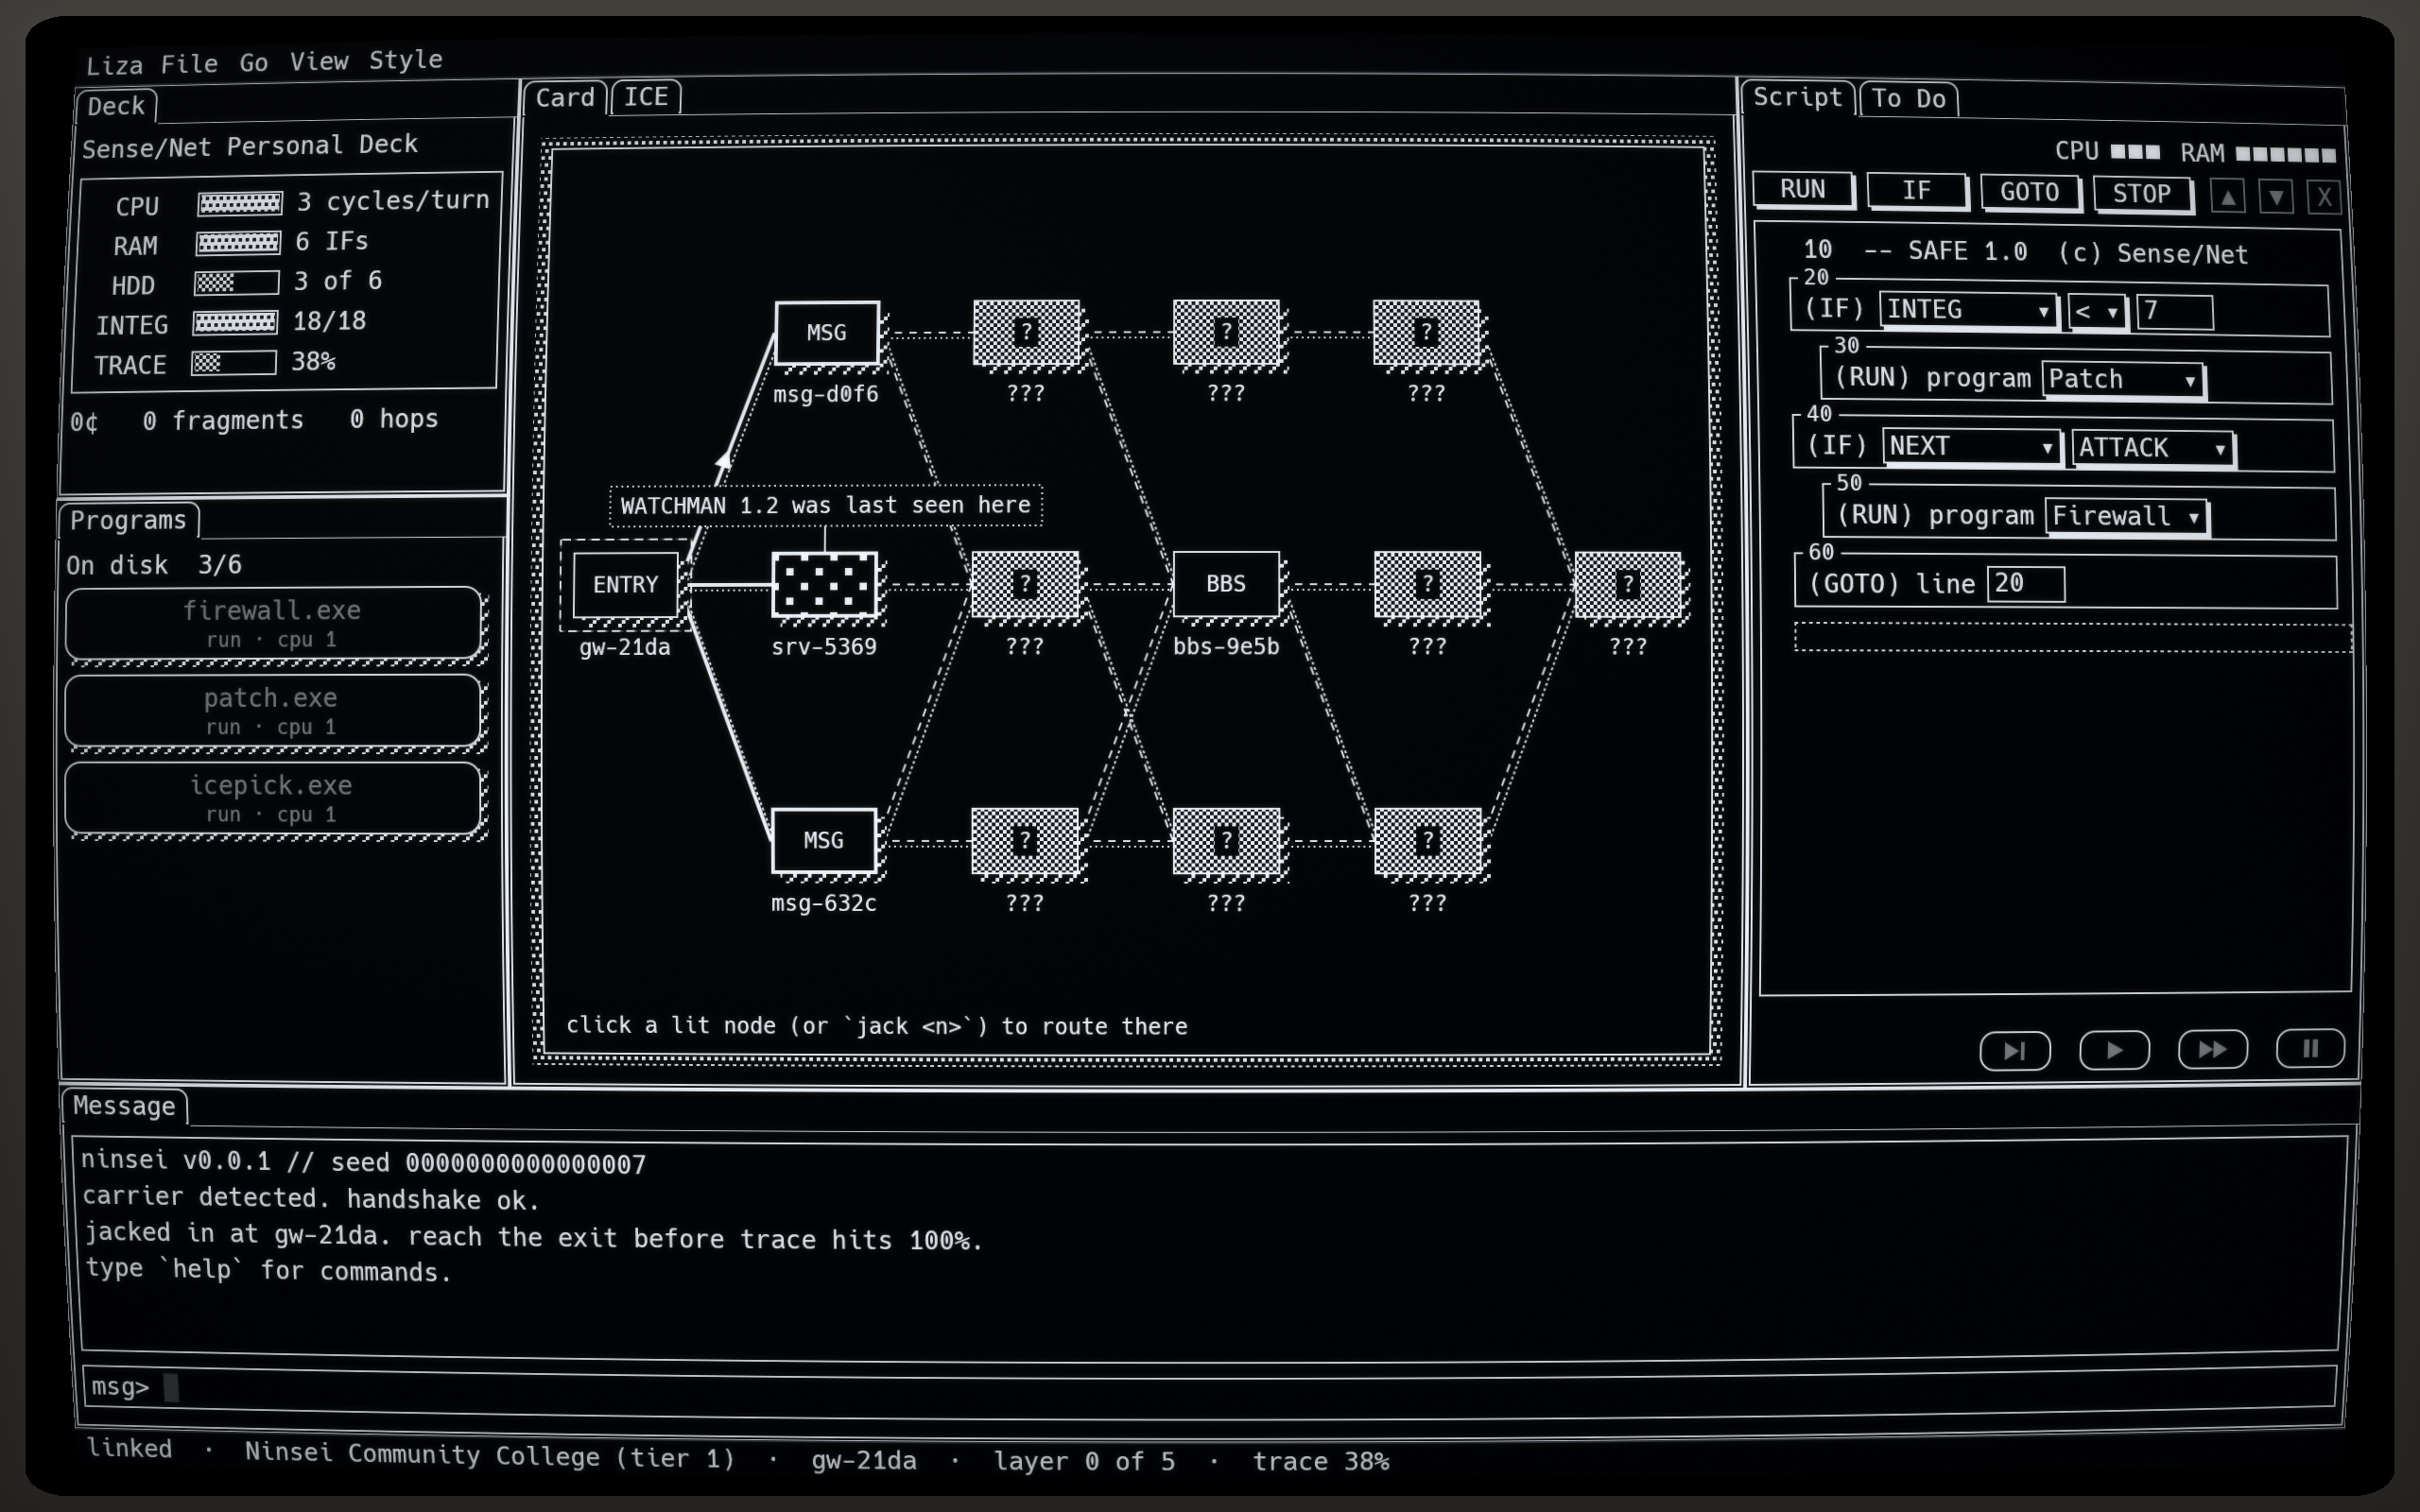 Liza File Go View Style
Deck
Sense/Net Personal Deck
CPU 3 cycles/turn
RAM 6 IFs
HDD 3 of 6
INTEG 18/18
TRACE 38%
0¢ 0 fragments 0 hops
Programs
On disk 3/6
firewall.exe
run · cpu 1
patch.exe
run · cpu 1
icepick.exe
run · cpu 1
Card ICE
MSG ? ? ?
msg-d0f6 ??? ??? ???
WATCHMAN 1.2 was last seen here
ENTRY ? BBS ? ?
gw-21da srv-5369 ??? bbs-9e5b ??? ???
MSG ? ? ?
msg-632c ??? ??? ???
click a lit node (or `jack <n>`) to route there
Script To Do
CPU RAM
RUN IF GOTO STOP ▲ ▼ X
10 -- SAFE 1.0 (c) Sense/Net
20
(IF) INTEG ▼ < ▼ 7
30
(RUN) program Patch ▼
40
(IF) NEXT ▼ ATTACK ▼
50
(RUN) program Firewall ▼
60
(GOTO) line 20
Message
ninsei v0.0.1 // seed 0000000000000007
carrier detected. handshake ok.
jacked in at gw-21da. reach the exit before trace hits 100%.
type `help` for commands.
msg>
linked · Ninsei Community College (tier 1) · gw-21da · layer 0 of 5 · trace 38%